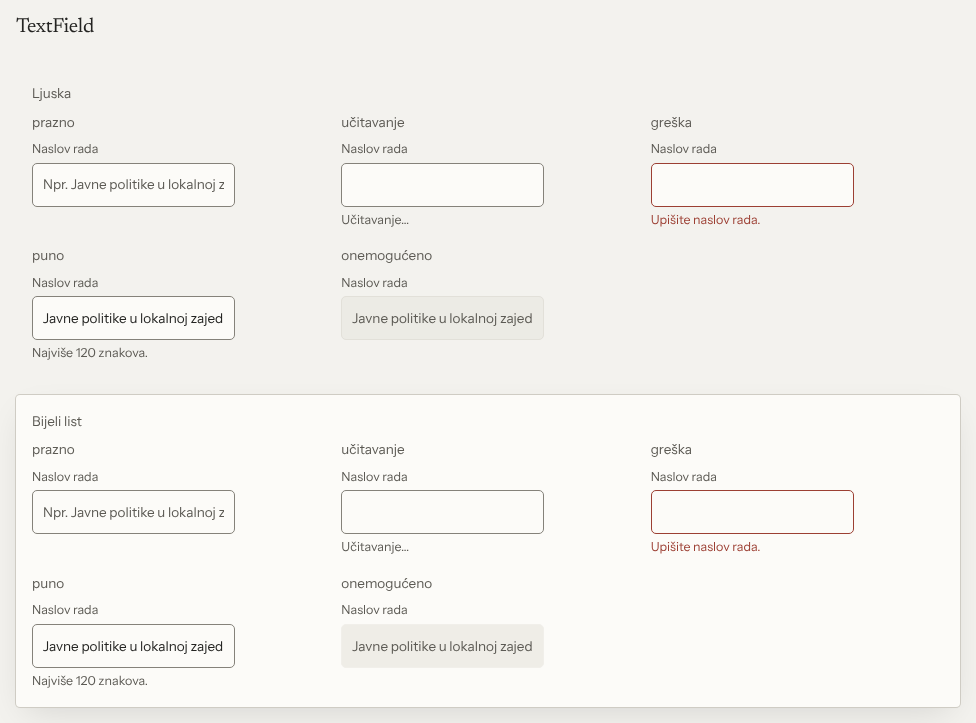 TextField
Ljuska
prazno
Naslov rada
Npr. Javne politike u lokalnoj z
učitavanje
Naslov rada
Učitavanje…
greška
Naslov rada
Upišite naslov rada.
puno
Naslov rada
Javne politike u lokalnoj zajed
Najviše 120 znakova.
onemogućeno
Naslov rada
Javne politike u lokalnoj zajed
Bijeli list
prazno
Naslov rada
Npr. Javne politike u lokalnoj z
učitavanje
Naslov rada
Učitavanje…
greška
Naslov rada
Upišite naslov rada.
puno
Naslov rada
Javne politike u lokalnoj zajed
Najviše 120 znakova.
onemogućeno
Naslov rada
Javne politike u lokalnoj zajed